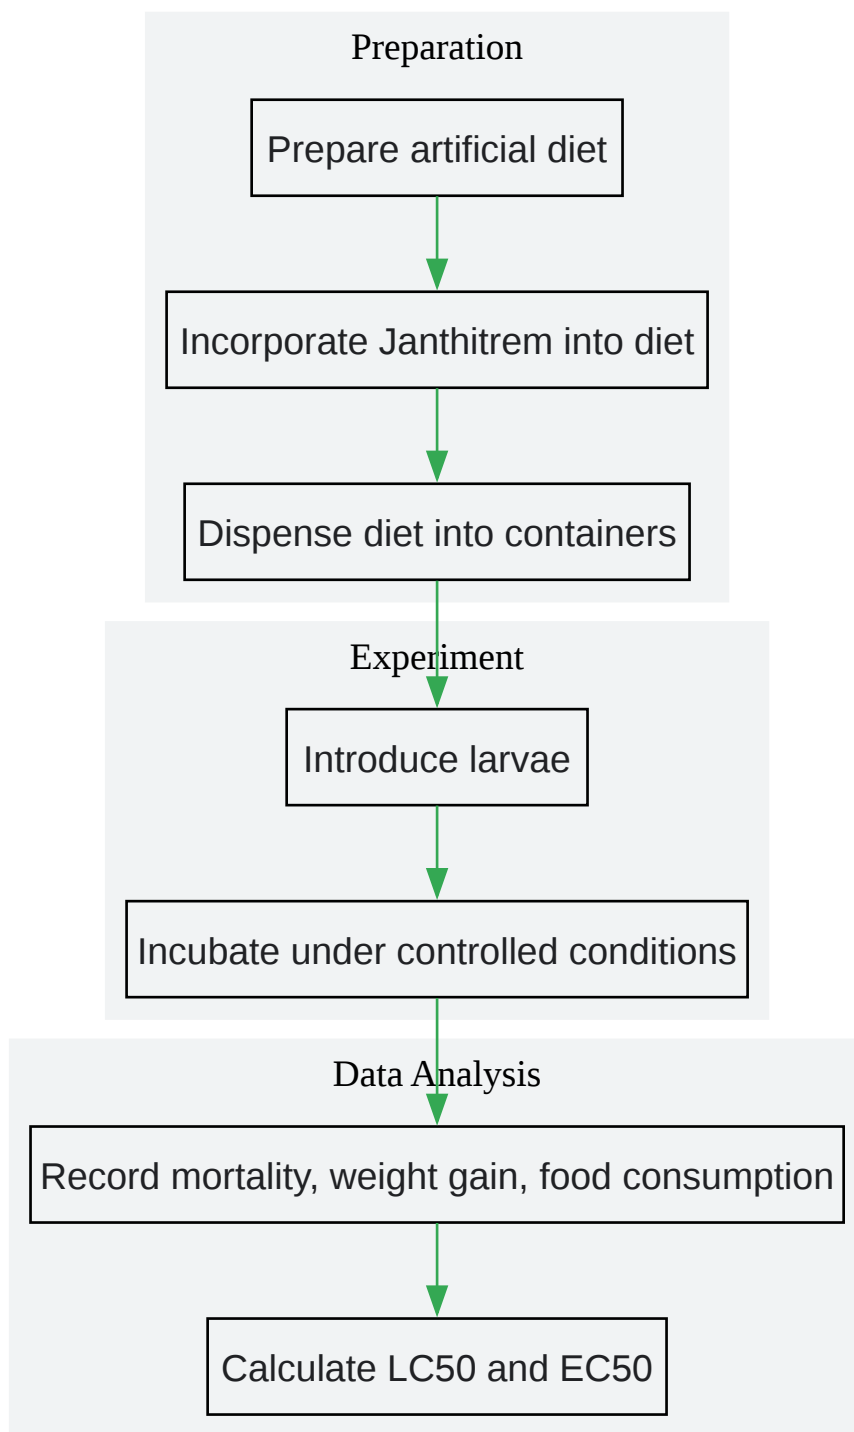 Preparation
Prepare artificial diet
Incorporate Janthitrem into diet
Dispense diet into containers
Experiment
Introduce larvae
Incubate under controlled conditions
Data Analysis
Record mortality, weight gain, food consumption
Calculate LC50 and EC50